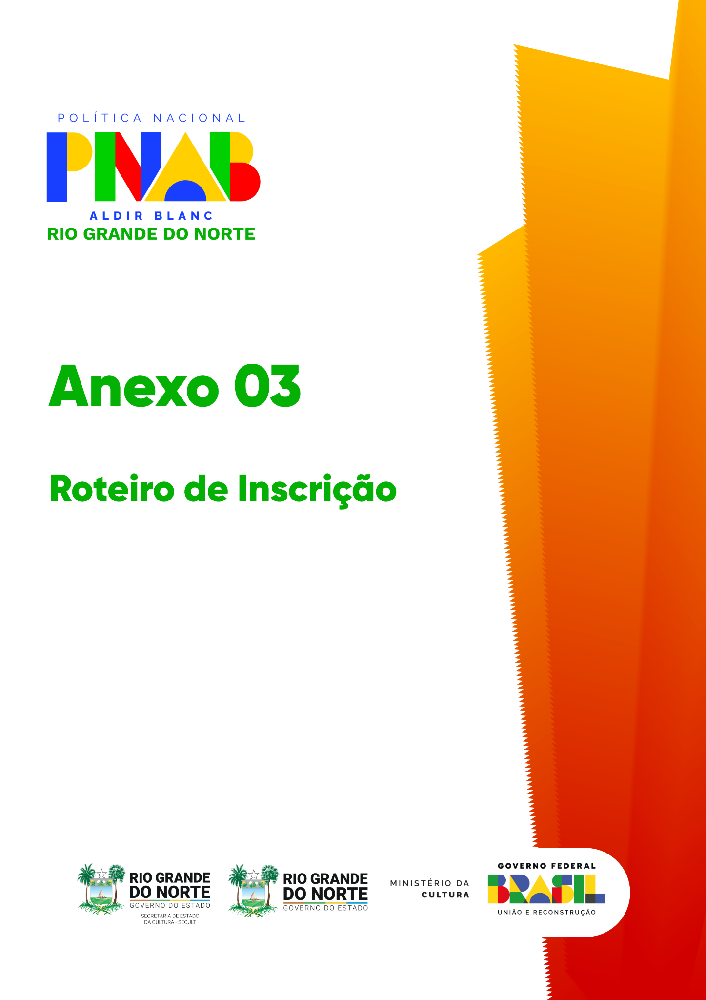 POLÍTICA NACIONAL
PNAB
ALDIR BLANC
RIO GRANDE DO NORTE
Anexo 03
Roteiro de Inscrição
RIO GRANDE
DO NORTE
GOVERNO DO ESTADO
SECRETARIA DE ESTADO
DA CULTURA - SECULT
RIO GRANDE
DO NORTE
GOVERNO DO ESTADO
MINISTÉRIO DA
CULTURA
GOVERNO FEDERAL
BRASIL
UNIÃO E RECONSTRUÇÃO